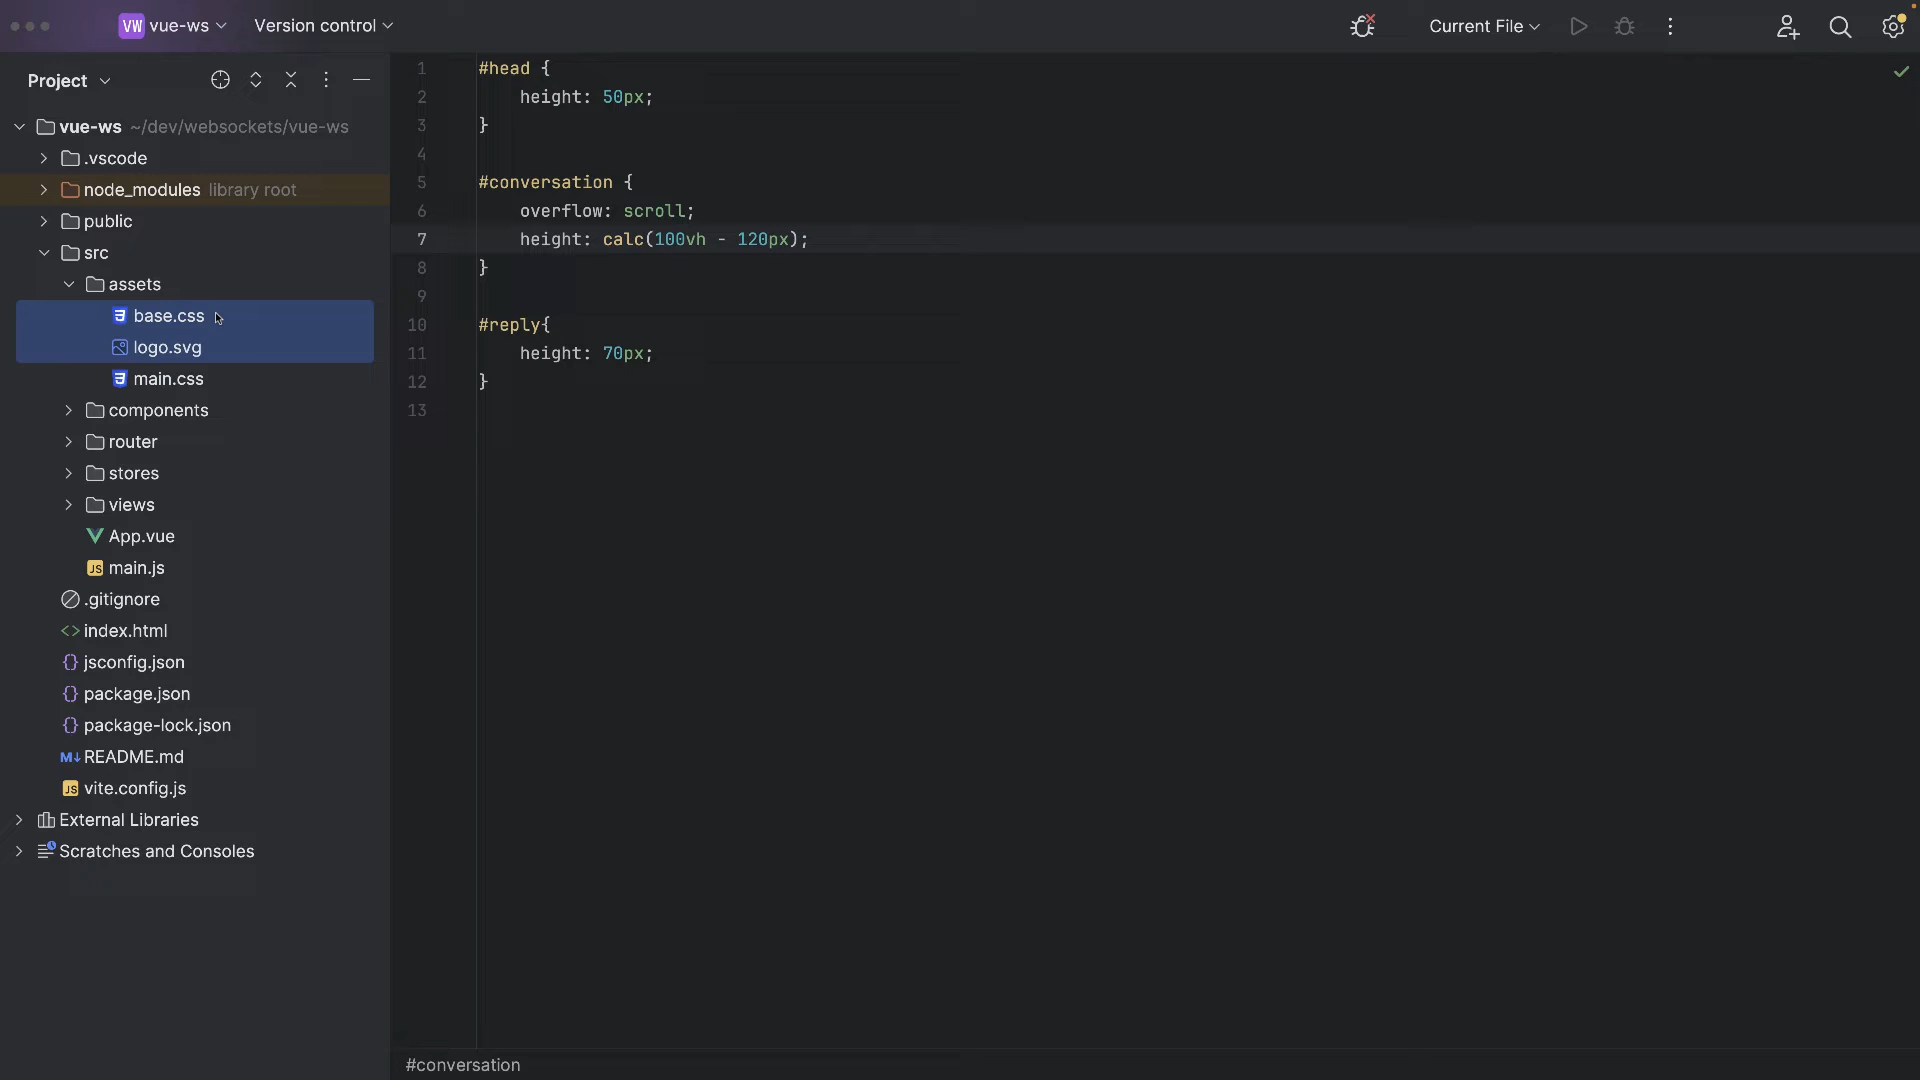 VW vue-ws Version control Current File
Project
vue-ws ~/dev/websockets/vue-ws
.vscode
node_modules library root
public
src
assets
base.css
logo.svg
main.css
components
router
stores
views
App.vue
JS main.js
.gitignore
<> index.html
{} jsconfig.json
{} package.json
{} package-lock.json
M↓ README.md
JS vite.config.js
External Libraries
Scratches and Consoles
1 #head {
2 height: 50px;
3 }
4
5 #conversation {
6 overflow: scroll;
7 height: calc(100vh - 120px);
8 }
9
10 #reply{
11 height: 70px;
12 }
13
#conversation